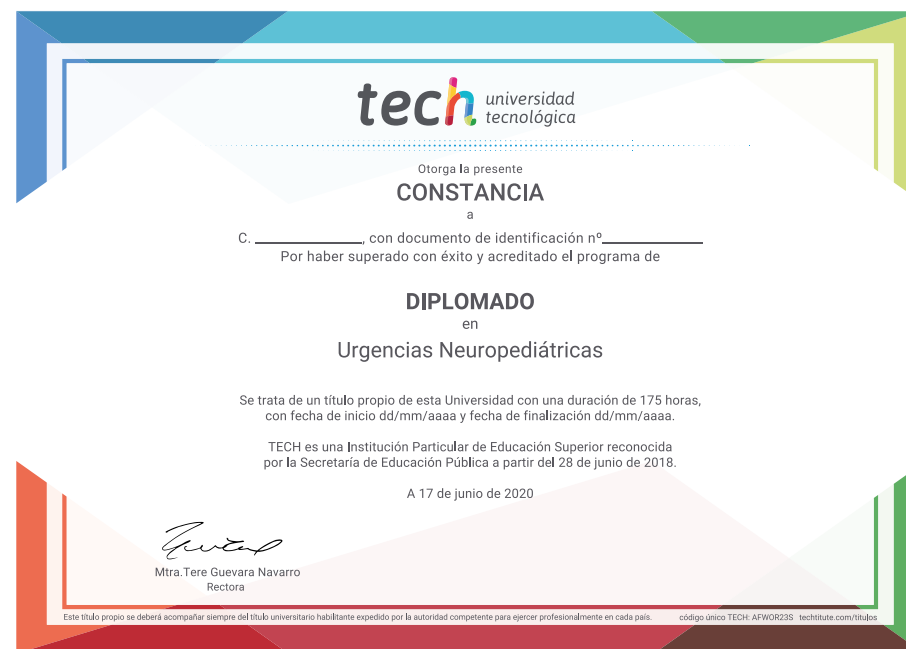 tech universidad
tecnológica
Otorga la presente
CONSTANCIA
a
C. ____________, con documento de identificación nº____________
Por haber superado con éxito y acreditado el programa de
DIPLOMADO
en
Urgencias Neuropediátricas
Se trata de un título propio de esta Universidad con una duración de 175 horas,
con fecha de inicio dd/mm/aaaa y fecha de finalización dd/mm/aaaa.
TECH es una Institución Particular de Educación Superior reconocida
por la Secretaría de Educación Pública a partir del 28 de junio de 2018.
A 17 de junio de 2020
Mtra.Tere Guevara Navarro
Rectora
Este título propio se deberá acompañar siempre del título universitario habilitante expedido por la autoridad competente para ejercer profesionalmente en cada país. código único TECH: AFWOR23S techtitute.com/titulos